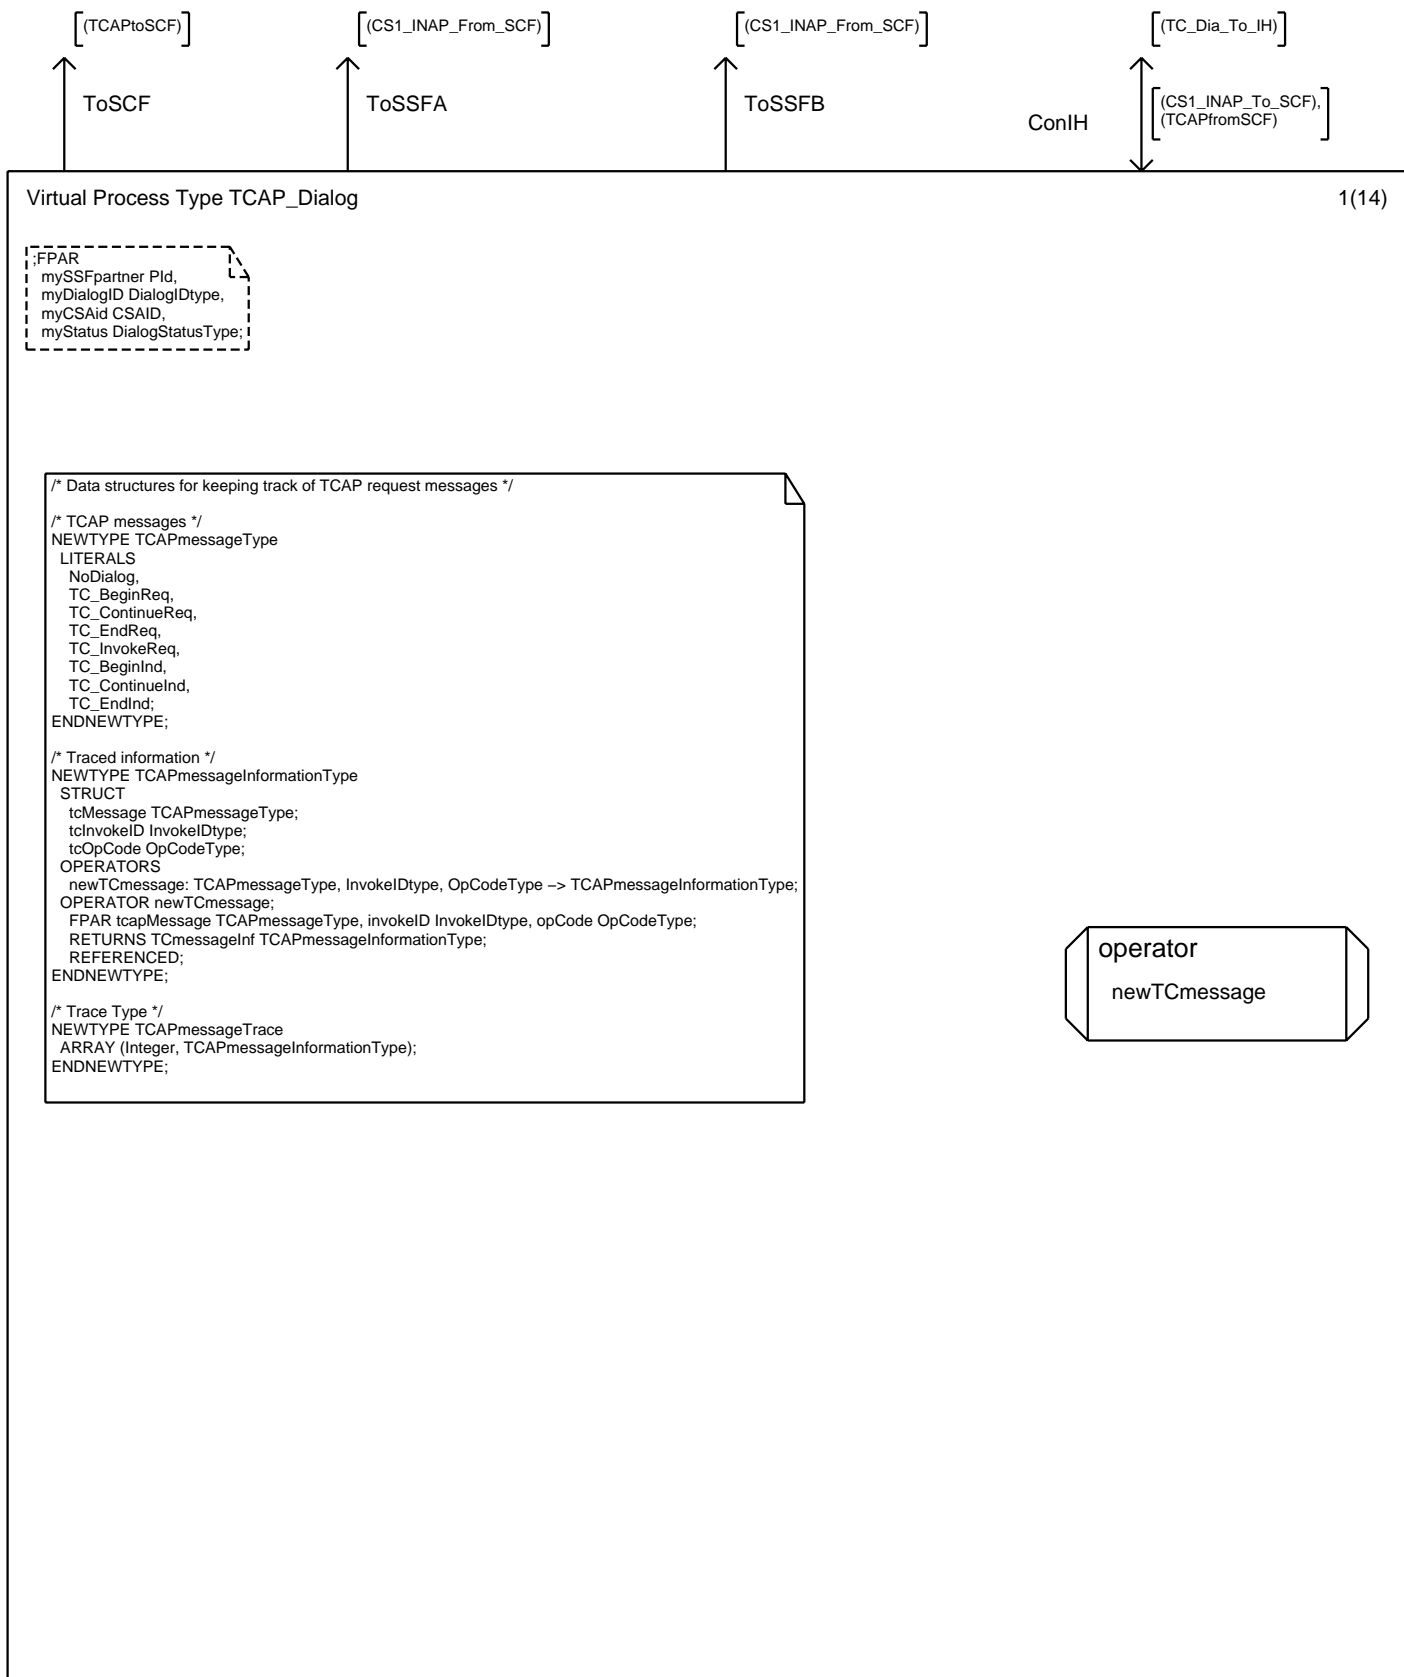 (TCAPtoSCF)
(CS1_INAP_From_SCF)
(CS1_INAP_From_SCF)
(TC_Dia_To_IH)
ToSCF
ToSSFA
ToSSFB
ConIH
(CS1_INAP_To_SCF),
(TCAPfromSCF)
Virtual Process Type TCAP_Dialog
1(14)
;FPAR
mySSFpartner PId,
myDialogID DialogIDtype,
myCSAid CSAID,
myStatus DialogStatusType;
/* Data structures for keeping track of TCAP request messages */
/* TCAP messages */
NEWTYPE TCAPmessageType
LITERALS
NoDialog,
TC_BeginReq,
TC_ContinueReq,
TC_EndReq,
TC_InvokeReq,
TC_BeginInd,
TC_ContinueInd,
TC_EndInd;
ENDNEWTYPE;
/* Traced information */
NEWTYPE TCAPmessageInformationType
STRUCT
tcMessage TCAPmessageType;
tcInvokeID InvokeIDtype;
tcOpCode OpCodeType;
OPERATORS
newTCmessage: TCAPmessageType, InvokeIDtype, OpCodeType −> TCAPmessageInformationType;
OPERATOR newTCmessage;
FPAR tcapMessage TCAPmessageType, invokeID InvokeIDtype, opCode OpCodeType;
RETURNS TCmessageInf TCAPmessageInformationType;
REFERENCED;
ENDNEWTYPE;
/* Trace Type */
NEWTYPE TCAPmessageTrace
ARRAY (Integer, TCAPmessageInformationType);
ENDNEWTYPE;
operator
newTCmessage